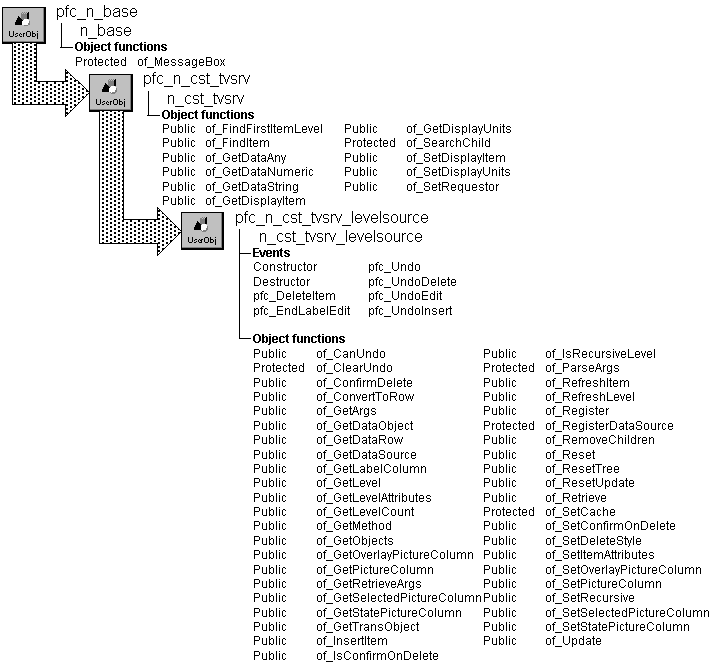 pfc_n_base
n_base
UserObj
Object functions
Protected of_MessageBox
pfc_n_cst_tvsrv
n_cst_tvsrv
UserObj
Object functions
Public of_FindFirstItemLevel Public of_GetDisplayUnits
Public of_FindItem Protected of_SearchChild
Public of_GetDataAny Public of_SetDisplayItem
Public of_GetDataNumeric Public of_SetDisplayUnits
Public of_GetDataString Public of_SetRequestor
Public of_GetDisplayItem
pfc_n_cst_tvsrv_levelsource
n_cst_tvsrv_levelsource
UserObj
Events
Constructor pfc_Undo
Destructor pfc_UndoDelete
pfc_DeleteItem pfc_UndoEdit
pfc_EndLabelEdit pfc_UndoInsert
Object functions
Public of_CanUndo Public of_IsRecursiveLevel
Protected of_ClearUndo Protected of_ParseArgs
Public of_ConfirmDelete Public of_RefreshItem
Public of_ConvertToRow Public of_RefreshLevel
Public of_GetArgs Public of_Register
Public of_GetDataObject Protected of_RegisterDataSource
Public of_GetDataRow Public of_RemoveChildren
Public of_GetDataSource Public of_Reset
Public of_GetLabelColumn Public of_ResetTree
Public of_GetLevel Public of_ResetUpdate
Public of_GetLevelAttributes Public of_Retrieve
Public of_GetLevelCount Protected of_SetCache
Public of_GetMethod Public of_SetConfirmOnDelete
Public of_GetObjects Public of_SetDeleteStyle
Public of_GetOverlayPictureColumn Public of_SetItemAttributes
Public of_GetPictureColumn Public of_SetOverlayPictureColumn
Public of_GetRetrieveArgs Public of_SetPictureColumn
Public of_GetSelectedPictureColumn Public of_SetRecursive
Public of_GetStatePictureColumn Public of_SetSelectedPictureColumn
Public of_GetTransObject Public of_SetStatePictureColumn
Public of_InsertItem Public of_Update
Public of_IsConfirmOnDelete